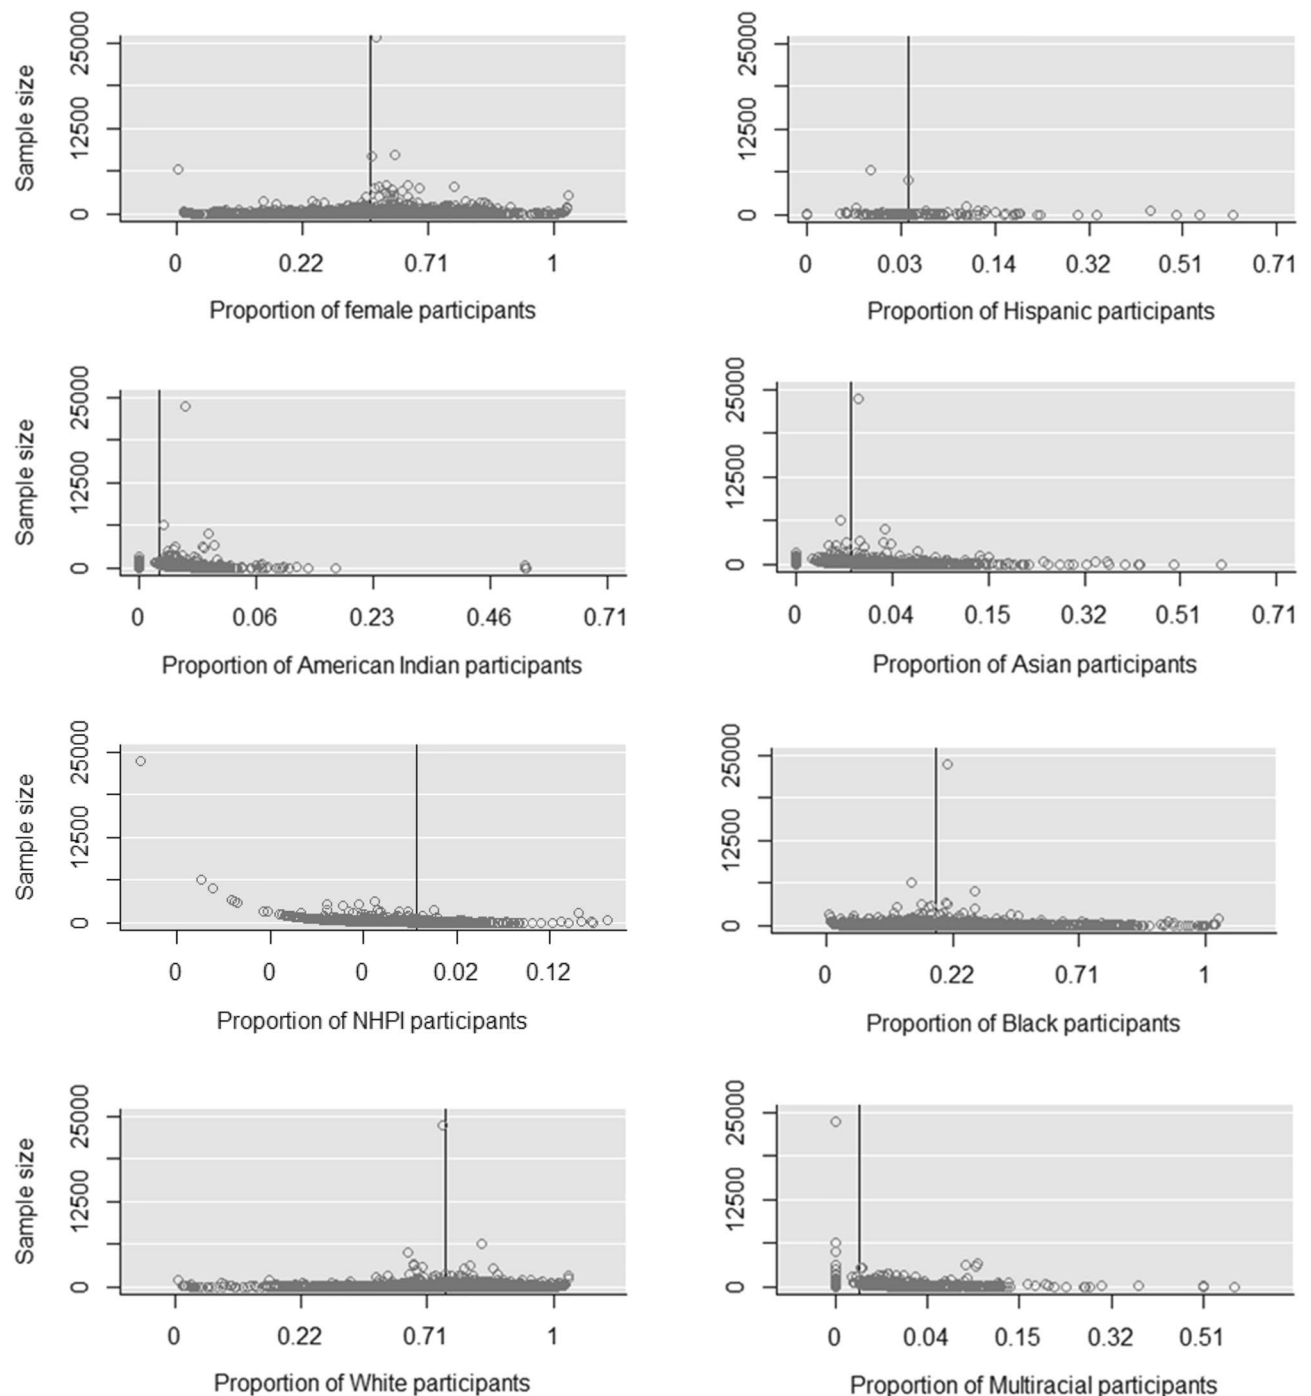 Sample size
25000
12500
0
0 0.22 0.71 1
Proportion of female participants
25000
12500
0
0 0.03 0.14 0.32 0.51 0.71
Proportion of Hispanic participants
Sample size
25000
12500
0
0 0.06 0.23 0.46 0.71
Proportion of American Indian participants
25000
12500
0
0 0.04 0.15 0.32 0.51 0.71
Proportion of Asian participants
Sample size
25000
12500
0
0 0 0 0.02 0.12
Proportion of NHPI participants
25000
12500
0
0 0.22 0.71 1
Proportion of Black participants
Sample size
25000
12500
0
0 0.22 0.71 1
Proportion of White participants
25000
12500
0
0 0.04 0.15 0.32 0.51
Proportion of Multiracial participants